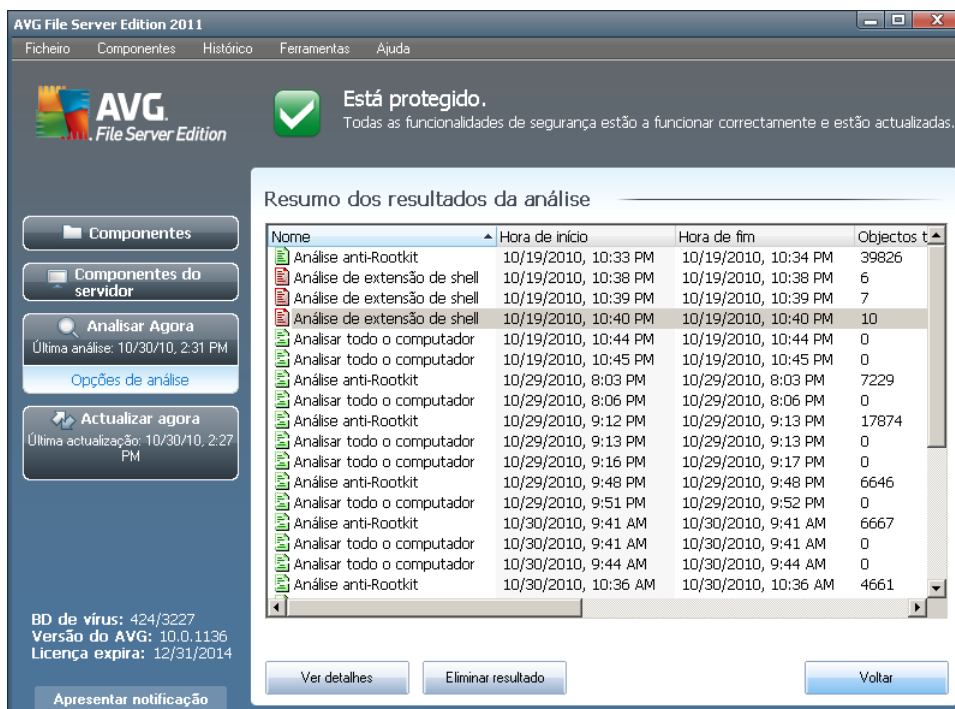 AVG File Server Edition 2011
Ficheiro Componentes Histórico Ferramentas Ajuda
AVG.
File Server Edition
Está protegido.
Todas as funcionalidades de segurança estão a funcionar correctamente e estão actualizadas.
Componentes
Componentes do
servidor
Analisar Agora
Última análise: 10/30/10, 2:31 PM
Opções de análise
Actualizar agora
Última actualização: 10/30/10, 2:27
PM
BD de vírus: 424/3227
Versão do AVG: 10.0.1136
Licença expira: 12/31/2014
Apresentar notificação
Resumo dos resultados da análise
Nome Hora de início Hora de fim Objectos t
Análise anti-Rootkit 10/19/2010, 10:33 PM 10/19/2010, 10:34 PM 39826
Análise de extensão de shell 10/19/2010, 10:38 PM 10/19/2010, 10:38 PM 6
Análise de extensão de shell 10/19/2010, 10:39 PM 10/19/2010, 10:39 PM 7
Análise de extensão de shell 10/19/2010, 10:40 PM 10/19/2010, 10:40 PM 10
Analisar todo o computador 10/19/2010, 10:44 PM 10/19/2010, 10:44 PM 0
Analisar todo o computador 10/19/2010, 10:45 PM 10/19/2010, 10:45 PM 0
Análise anti-Rootkit 10/29/2010, 8:03 PM 10/29/2010, 8:03 PM 7229
Analisar todo o computador 10/29/2010, 8:06 PM 10/29/2010, 8:06 PM 0
Análise anti-Rootkit 10/29/2010, 9:12 PM 10/29/2010, 9:13 PM 17874
Analisar todo o computador 10/29/2010, 9:13 PM 10/29/2010, 9:13 PM 0
Analisar todo o computador 10/29/2010, 9:16 PM 10/29/2010, 9:17 PM 0
Análise anti-Rootkit 10/29/2010, 9:48 PM 10/29/2010, 9:48 PM 6646
Analisar todo o computador 10/29/2010, 9:51 PM 10/29/2010, 9:52 PM 0
Análise anti-Rootkit 10/30/2010, 9:41 AM 10/30/2010, 9:41 AM 6667
Analisar todo o computador 10/30/2010, 9:41 AM 10/30/2010, 9:41 AM 0
Analisar todo o computador 10/30/2010, 9:44 AM 10/30/2010, 9:44 AM 0
Análise anti-Rootkit 10/30/2010, 10:36 AM 10/30/2010, 10:36 AM 4661
Ver detalhes Eliminar resultado Voltar